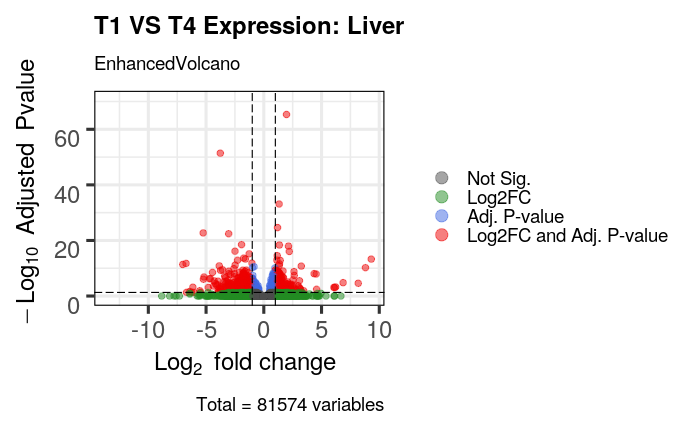 T1 VS T4 Expression: Liver
EnhancedVolcano
− Log10 Adjusted Pvalue
60
40
20
0
-10 -5 0 5 10
Log2 fold change
Not Sig.
Log2FC
Adj. P-value
Log2FC and Adj. P-value
Total = 81574 variables